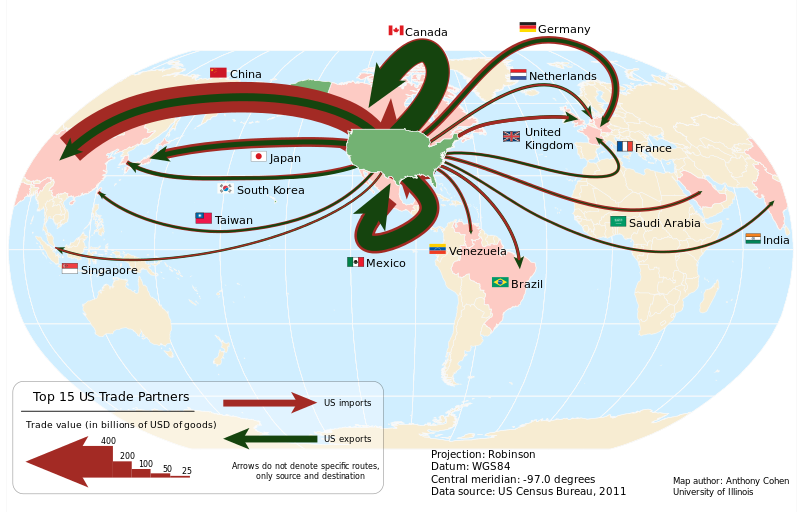 Canada
Germany
China
Netherlands
United
Kingdom
France
Japan
South Korea
Taiwan
Saudi Arabia
India
Singapore
Mexico
Venezuela
Brazil
Top 15 US Trade Partners
Trade value (in billions of USD of goods)
400
200
100
50
25
US imports
US exports
Arrows do not denote specific routes,
only source and destination
Projection: Robinson
Datum: WGS84
Central meridian: -97.0 degrees
Data source: US Census Bureau, 2011
Map author: Anthony Cohen
University of Illinois